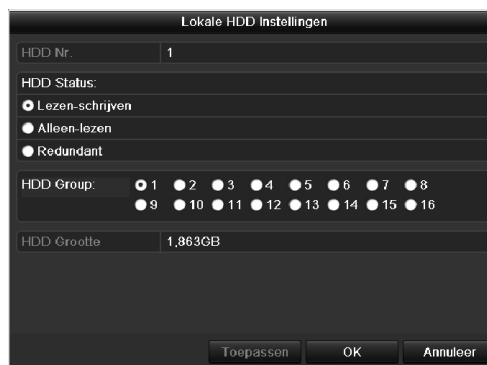 Lokale HDD Instellingen
HDD Nr. 1
HDD Status:
Lezen-schrijven
Alleen-lezen
Redundant
HDD Group: 1 2 3 4 5 6 7 8
9 10 11 12 13 14 15 16
HDD Grootte 1,863GB
Toepassen OK Annuleer